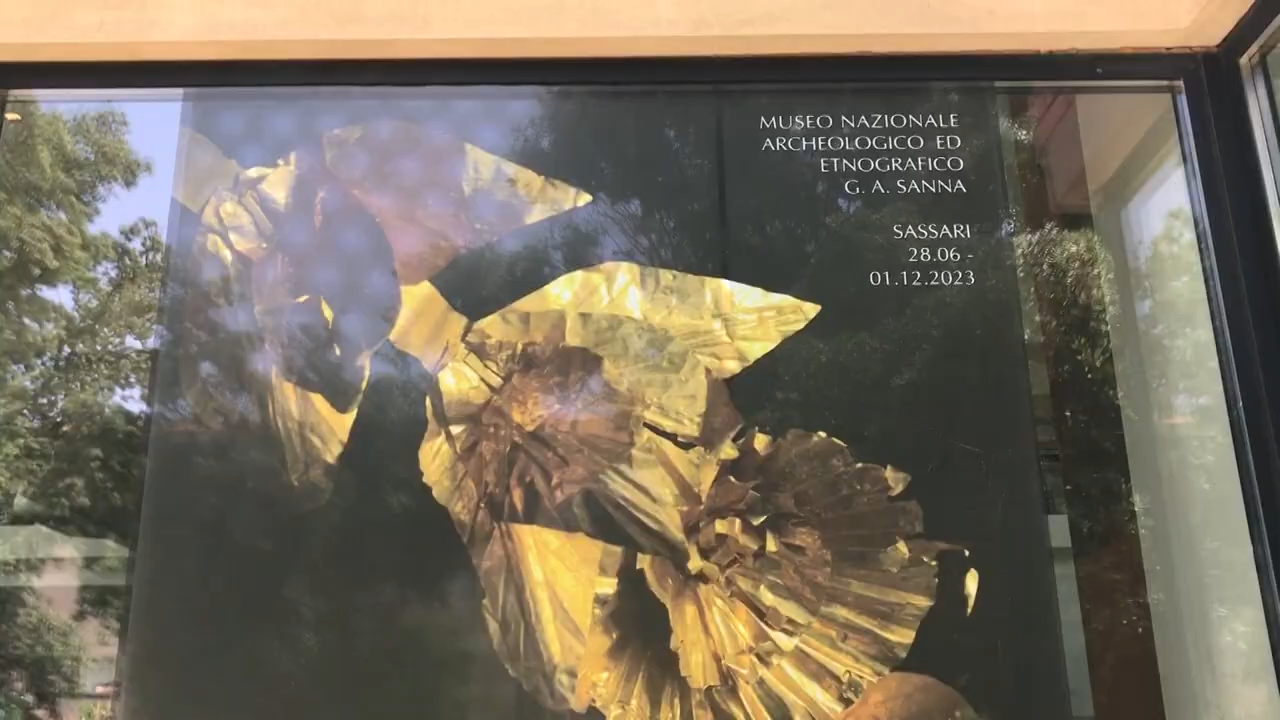 MUSEO NAZIONALE
ARCHEOLOGICO ED
ETNOGRAFICO
G. A. SANNA
SASSARI
28.06 -
01.12.2023